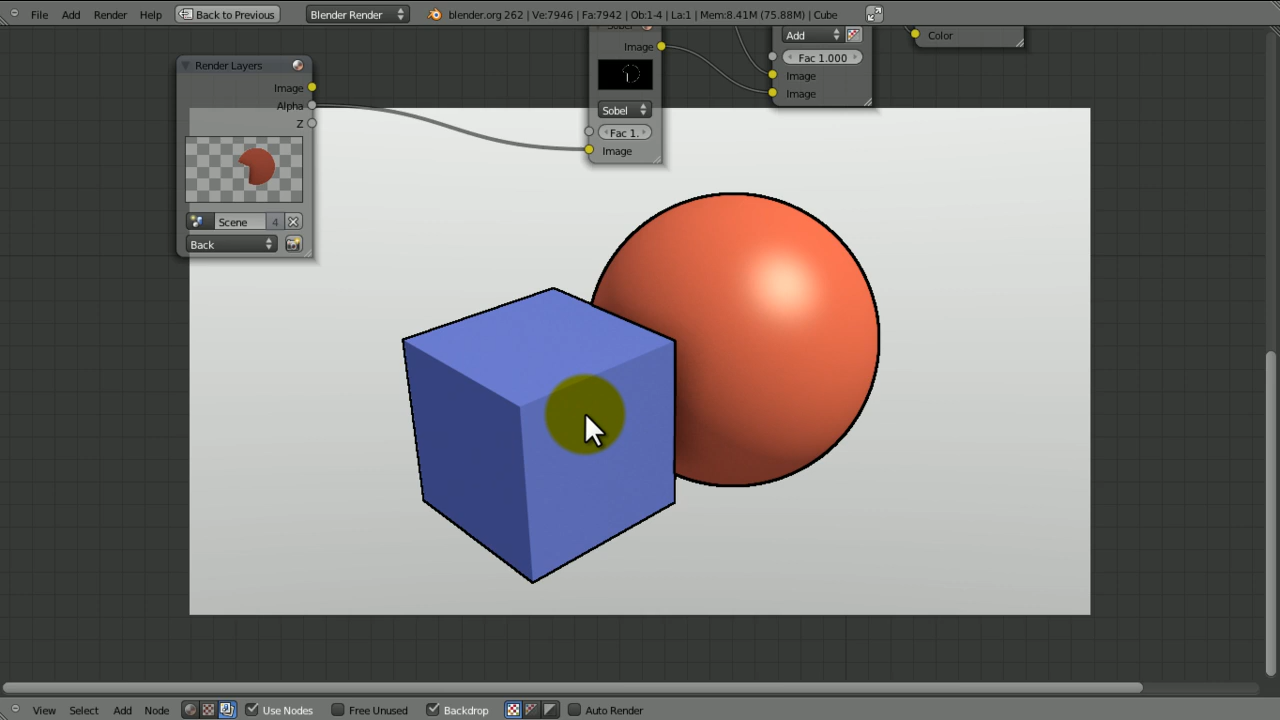 File Add Render Help Back to Previous Blender Render blender.org 262 | Ve:7946 | Fa:7942 | Ob:1-4 | La:1 | Mem:8.41M (75.88M) | Cube
Sobel
Image
Sobel
Fac 1.
Image
Add
Fac 1.000
Image
Image
Color
Render Layers
Image
Alpha
Z
Scene 4
Back
View Select Add Node Use Nodes Free Unused Backdrop Auto Render